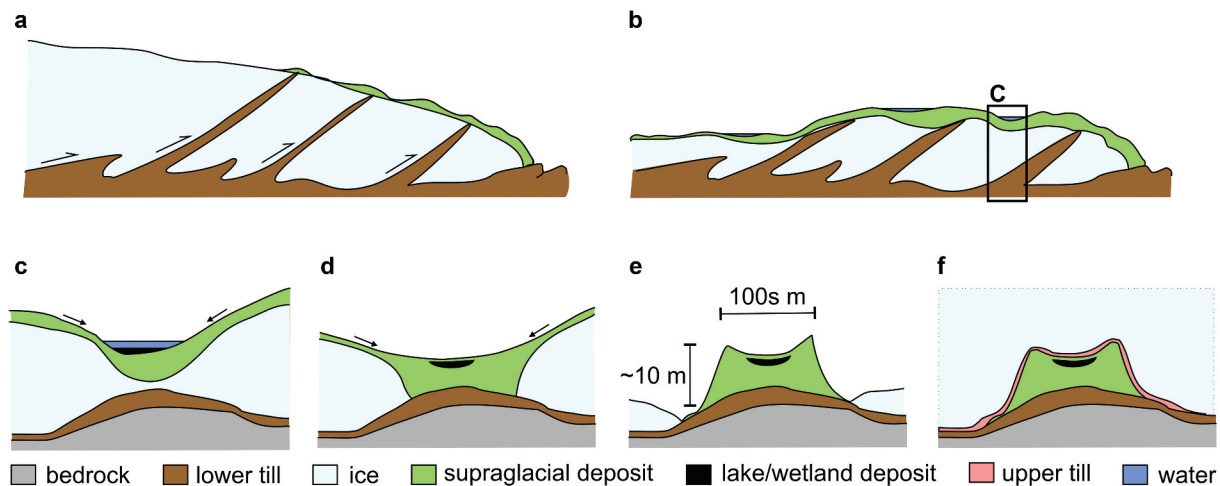 a
b
C
c
d
e
f
100s m
~10 m
bedrock
lower till
ice
supraglacial deposit
lake/wetland deposit
upper till
water